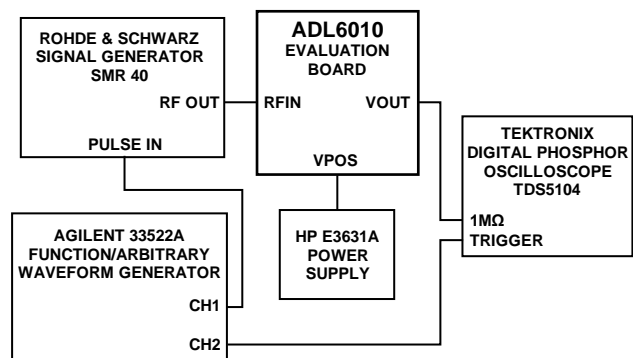 ROHDE & SCHWARZ
SIGNAL GENERATOR
SMR 40
RF OUT
PULSE IN
ADL6010
EVALUATION
BOARD
RFIN
VOUT
VPOS
TEKTRONIX
DIGITAL PHOSPHOR
OSCILLOSCOPE
TDS5104
1MΩ
TRIGGER
AGILENT 33522A
FUNCTION/ARBITRARY
WAVEFORM GENERATOR
CH1
CH2
HP E3631A
POWER
SUPPLY